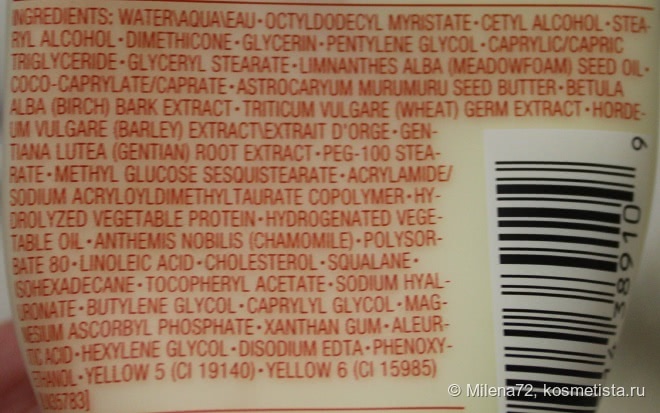 INGREDIENTS: WATER\AQUA\EAU•OCTYLDODECYL MYRISTATE•CETYL ALCOHOL•STEA-
RYL ALCOHOL•DIMETHICONE•GLYCERIN•PENTYLENE GLYCOL•CAPRYLIC/CAPRIC
TRIGLYCERIDE•GLYCERYL STEARATE•LIMNANTHES ALBA (MEADOWFOAM) SEED OIL•
COCO-CAPRYLATE/CAPRATE•ASTROCARYUM MURUMURU SEED BUTTER•BETULA
ALBA (BIRCH) BARK EXTRACT•TRITICUM VULGARE (WHEAT) GERM EXTRACT•HORDE-
UM VULGARE (BARLEY) EXTRACT\EXTRAIT D'ORGE•GEN-
TIANA LUTEA (GENTIAN) ROOT EXTRACT•PEG-100 STEA-
RATE•METHYL GLUCOSE SESQUISTEARATE•ACRYLAMIDE/
SODIUM ACRYLOYLDIMETHYLTAURATE COPOLYMER•HY-
DROLYZED VEGETABLE PROTEIN•HYDROGENATED VEGE-
TABLE OIL•ANTHEMIS NOBILIS (CHAMOMILE)•POLYSOR-
BATE 80•LINOLEIC ACID•CHOLESTEROL•SQUALANE•
ISOHEXADECANE•TOCOPHERYL ACETATE•SODIUM HYAL-
URONATE•BUTYLENE GLYCOL•CAPRYLYL GLYCOL•MAG-
NESIUM ASCORBYL PHOSPHATE•XANTHAN GUM•ALEUR-
TIC ACID•HEXYLENE GLYCOL•DISODIUM EDTA•PHENOXY-
ETHANOL•YELLOW 5 (CI 19140)•YELLOW 6 (CI 15985)
38910 9
© Milena72, kosmetista.ru